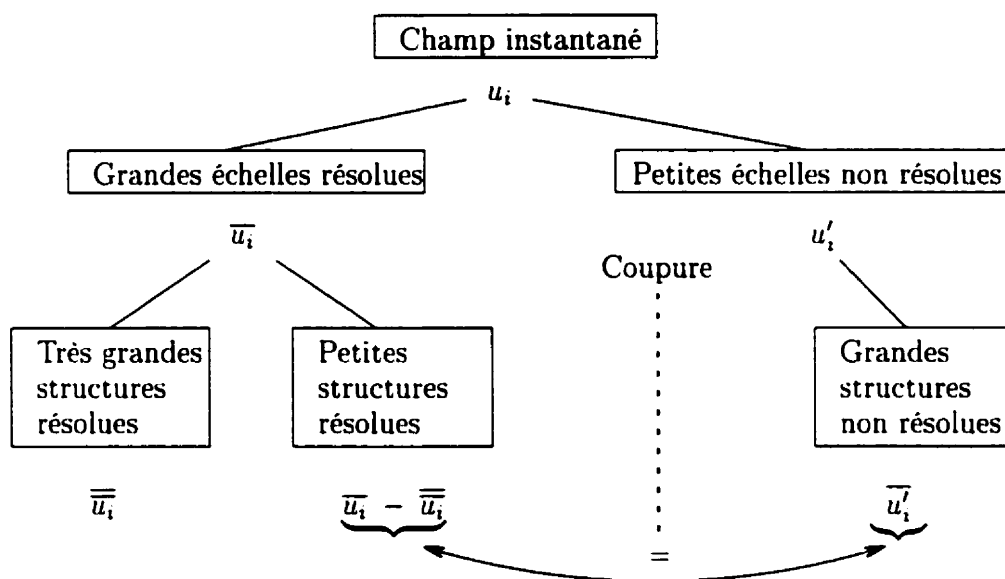 Champ instantané
u_i
Grandes échelles résolues
Petites échelles non résolues
\overline{u_i}
u'_i
Coupure
Très grandes
structures
résolues
Petites
structures
résolues
Grandes
structures
non résolues
\overline{\overline{u_i}}
\overline{u_i} - \overline{\overline{u_i}}
\overline{u'_i}
=